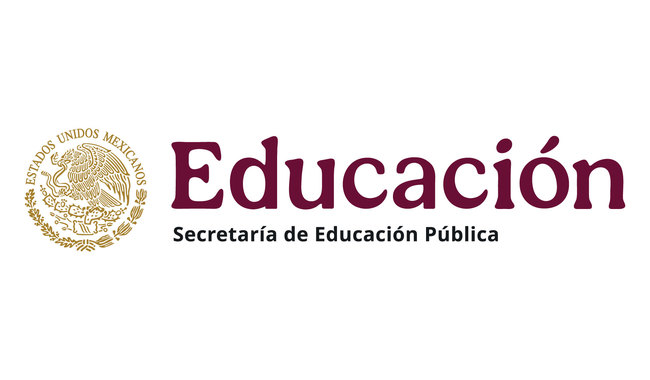 ESTADOS UNIDOS MEXICANOS
Educación
Secretaría de Educación Pública